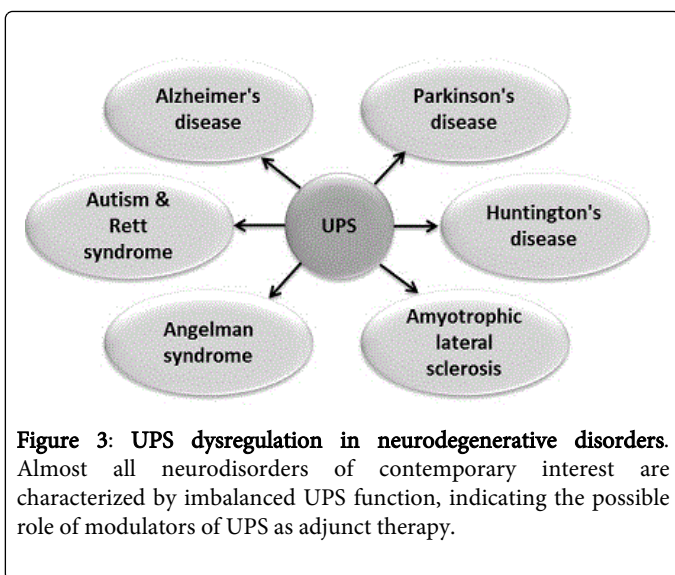 Alzheimer's
disease
Parkinson's
disease
Autism &
Rett
syndrome
UPS
Huntington's
disease
Angelman
syndrome
Amyotrophic
lateral
sclerosis
Figure 3: UPS dysregulation in neurodegenerative disorders.
Almost all neurodisorders of contemporary interest are
characterized by imbalanced UPS function, indicating the possible
role of modulators of UPS as adjunct therapy.